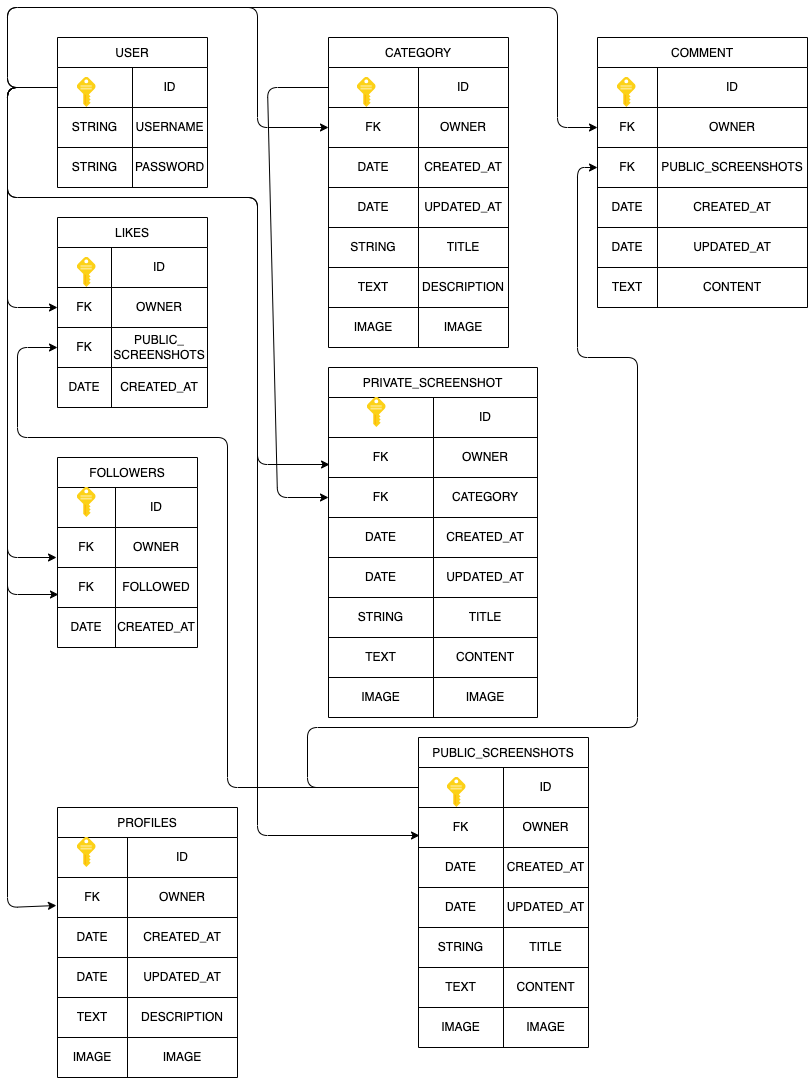 USER
ID
STRING USERNAME
STRING PASSWORD
LIKES
ID
FK OWNER
FK PUBLIC_
SCREENSHOTS
DATE CREATED_AT
FOLLOWERS
ID
FK OWNER
FK FOLLOWED
DATE CREATED_AT
PROFILES
ID
FK OWNER
DATE CREATED_AT
DATE UPDATED_AT
TEXT DESCRIPTION
IMAGE IMAGE
CATEGORY
ID
FK OWNER
DATE CREATED_AT
DATE UPDATED_AT
STRING TITLE
TEXT DESCRIPTION
IMAGE IMAGE
PRIVATE_SCREENSHOT
ID
FK OWNER
FK CATEGORY
DATE CREATED_AT
DATE UPDATED_AT
STRING TITLE
TEXT CONTENT
IMAGE IMAGE
PUBLIC_SCREENSHOTS
ID
FK OWNER
DATE CREATED_AT
DATE UPDATED_AT
STRING TITLE
TEXT CONTENT
IMAGE IMAGE
COMMENT
ID
FK OWNER
FK PUBLIC_SCREENSHOTS
DATE CREATED_AT
DATE UPDATED_AT
TEXT CONTENT